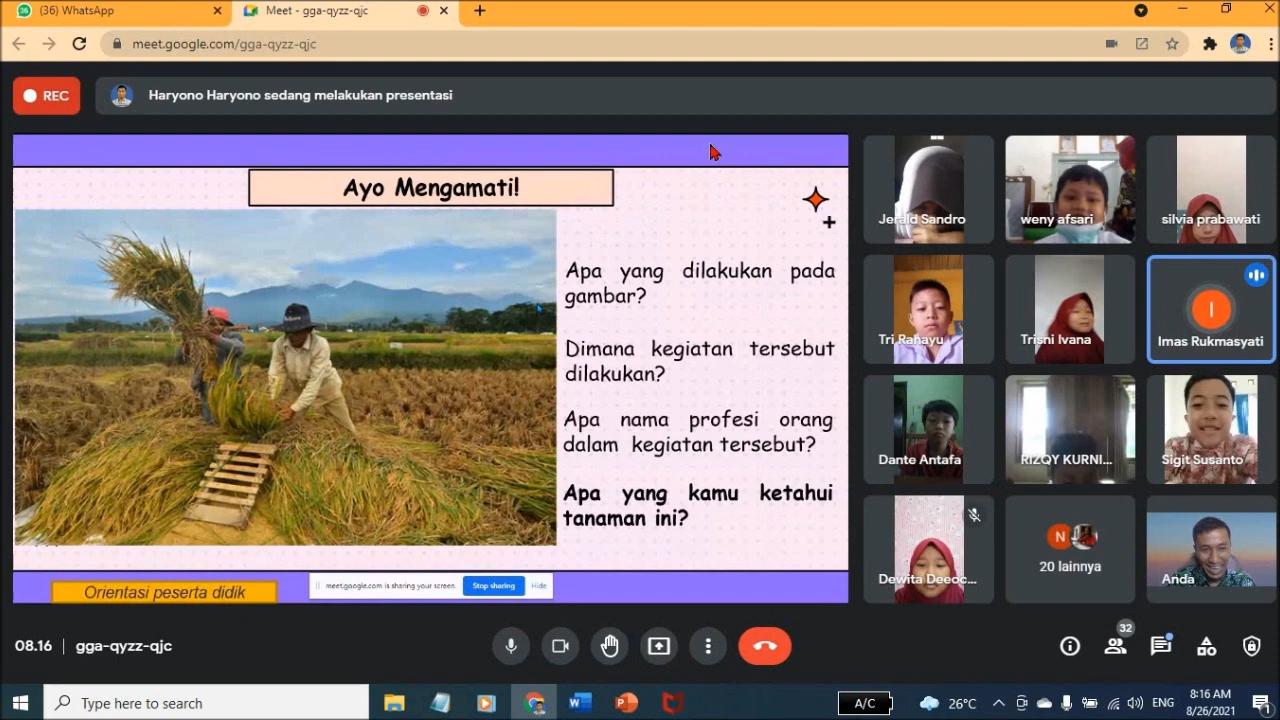 (36) WhatsApp
Meet - gga-qyzz-qjc
meet.google.com/gga-qyzz-qjc
REC
Haryono Haryono sedang melakukan presentasi
Ayo Mengamati!
Apa yang dilakukan pada
gambar?
Dimana kegiatan tersebut
dilakukan?
Apa nama profesi orang
dalam kegiatan tersebut?
Apa yang kamu ketahui
tanaman ini?
Orientasi peserta didik
meet.google.com is sharing your screen.
Stop sharing
Hide
Jerald Sandro
weny afsari
silvia prabawati
Tri Rahayu
Trisni Ivana
I
Imas Rukmasyati
Dante Antafa
RIZQY KURNI...
Sigit Susanto
Dewita Deeoc...
N
20 lainnya
Anda
08.16
gga-qyzz-qjc
32
Type here to search
A/C
26°C
ENG
8:16 AM
8/26/2021
1